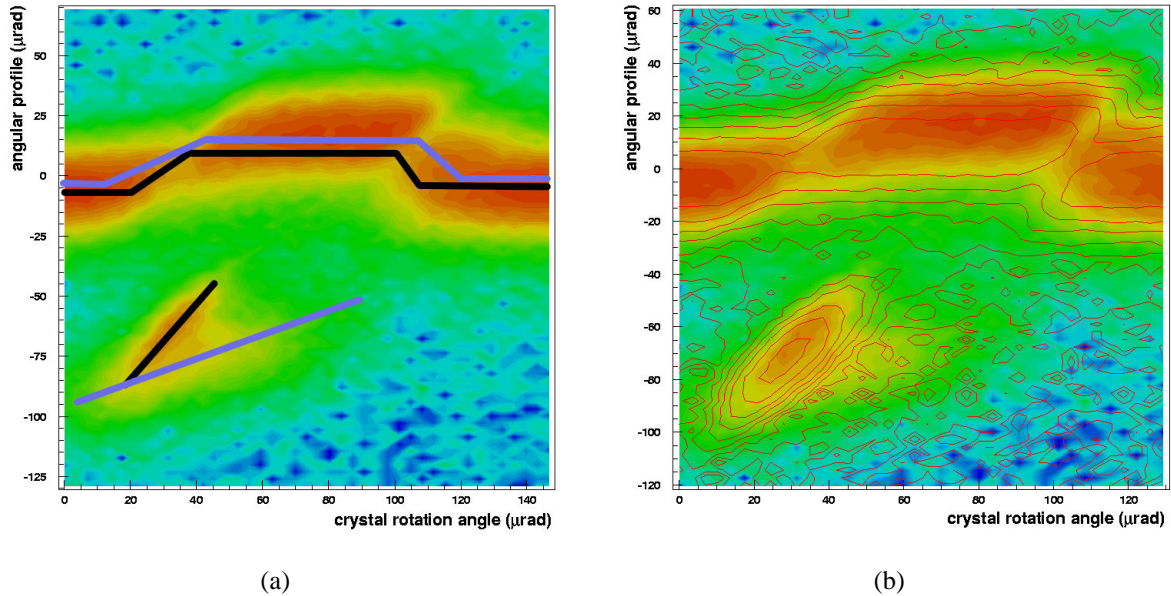 angular profile (µrad)
50
25
0
-25
-50
-75
-100
-125
0 20 40 60 80 100 120 140
crystal rotation angle (µrad)
(a)
angular profile (µrad)
60
40
20
0
-20
-40
-60
-80
-100
-120
0 20 40 60 80 100 120
crystal rotation angle (µrad)
(b)